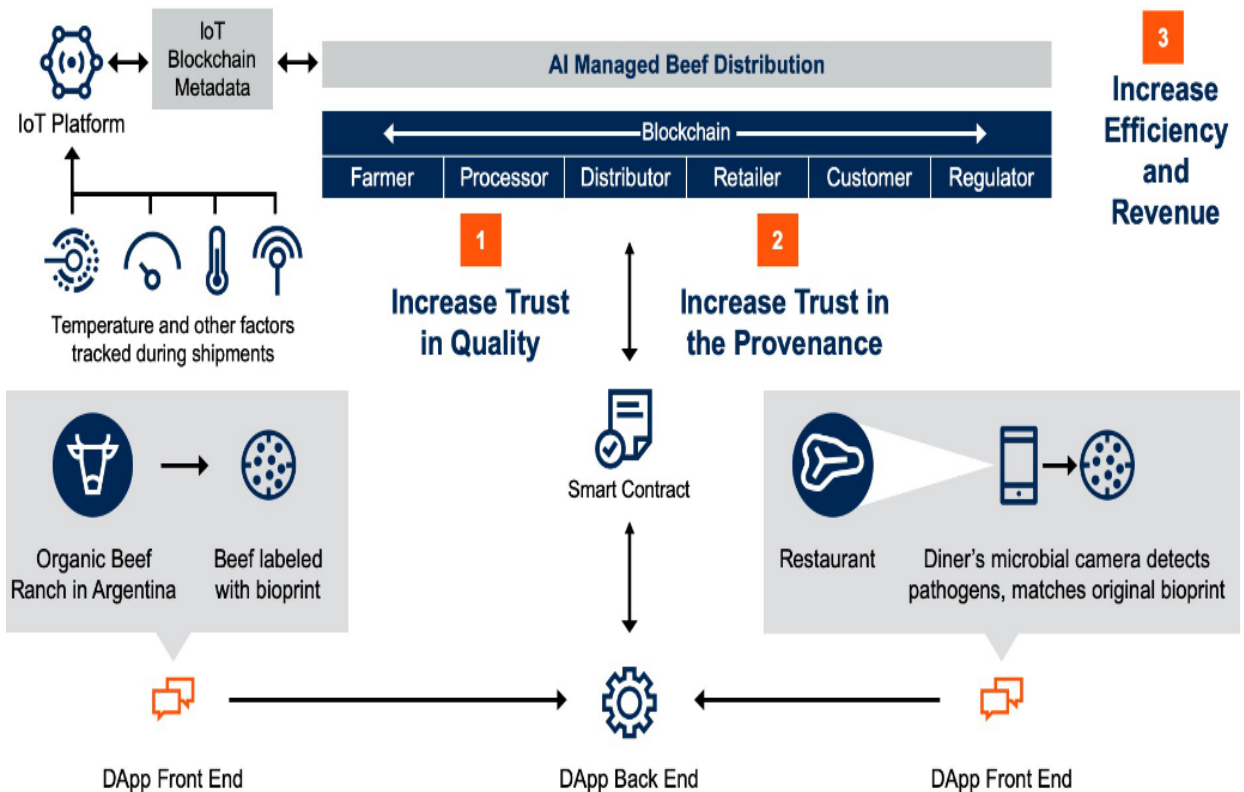 IoT
Blockchain
Metadata
AI Managed Beef Distribution
3
Increase
Efficiency
and
Revenue
IoT Platform
Blockchain
Farmer
Processor
Distributor
Retailer
Customer
Regulator
1
Increase Trust
in Quality
2
Increase Trust in
the Provenance
Temperature and other factors
tracked during shipments
Smart Contract
Organic Beef
Ranch in Argentina
Beef labeled
with bioprint
Restaurant
Diner’s microbial camera detects
pathogens, matches original bioprint
DApp Front End
DApp Back End
DApp Front End